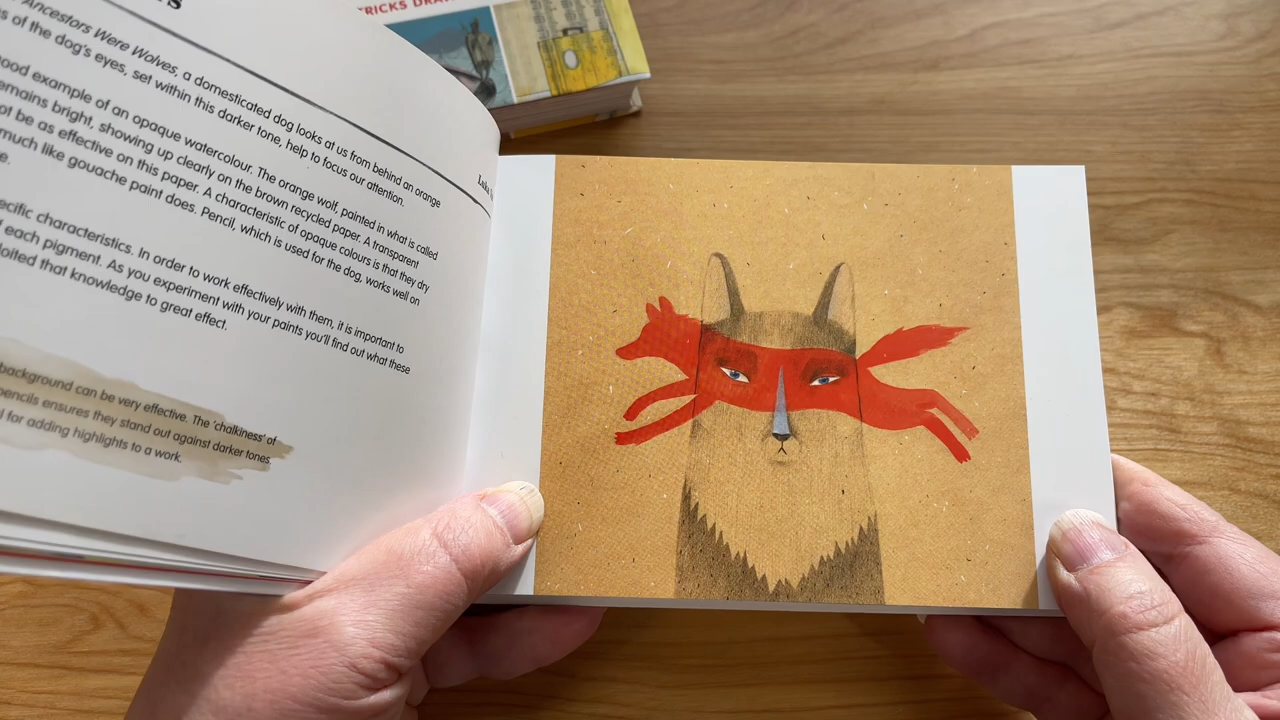 TRICKS
Ancestors Were Wolves, a domesticated dog looks at us from behind an orange
of the dog's eyes, set within this darker tone, help to focus our attention.
Luka
example of an opaque watercolour. The orange wolf, painted in what is called
remains bright, showing up clearly on the brown recycled paper. A transparent
not be as effective on this paper. A characteristic of opaque colours is that they dry
much like gouache paint does. Pencil, which is used for the dog, works well on
specific characteristics. In order to work effectively with them, it is important to
of each pigment. As you experiment with your paints you'll find out what these
that knowledge to great effect.
background can be very effective. The 'chalkiness' of
pencils ensures they stand out against darker tones.
for adding highlights to a work.